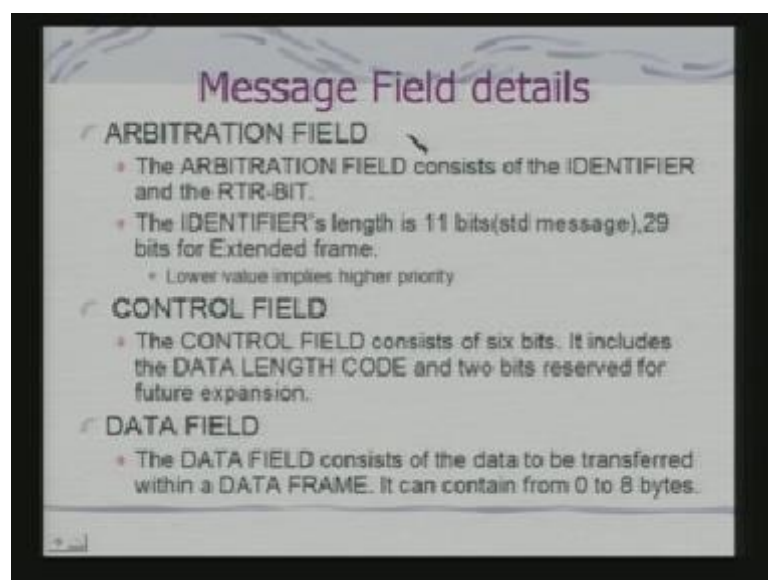 Message Field details
ARBITRATION FIELD
The ARBITRATION FIELD consists of the IDENTIFIER
and the RTR-BIT.
The IDENTIFIER's length is 11 bits(std message),29
bits for Extended frame.
Lower value implies higher priority
CONTROL FIELD
The CONTROL FIELD consists of six bits. It includes
the DATA LENGTH CODE and two bits reserved for
future expansion.
DATA FIELD
The DATA FIELD consists of the data to be transferred
within a DATA FRAME. It can contain from 0 to 8 bytes.